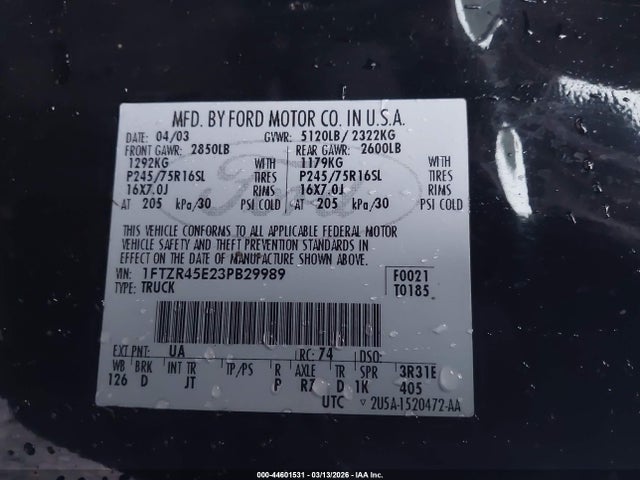 MFD. BY FORD MOTOR CO. IN U.S.A.
DATE: 04/03 GVWR: 5120LB/ 2322KG
FRONT GAWR: 2850LB REAR GAWR: 2600LB
1292KG WITH 1179KG WITH
P245/75R16SL TIRES P245/75R16SL TIRES
16X7.0J RIMS 16X7.0J RIMS
AT 205 kPa/30 PSI COLD AT 205 kPa/30 PSI COLD
Ford
THIS VEHICLE CONFORMS TO ALL APPLICABLE FEDERAL MOTOR
VEHICLE SAFETY AND THEFT PREVENTION STANDARDS IN
EFFECT ON THE DATE OF MANUFACTURE SHOWN ABOVE.
VIN: 1FTZR45E23PB29989 F0021
TYPE: TRUCK T0185
EXT PNT: UA RC: 74 DSO:
WB BRK INT TR TP/PS R AXLE TR SPR 3R31E
126 D JT P R7 D 1K 405
UTC 2U5A-1520472-AA
000-44601531 - 03/13/2026 - IAA Inc.